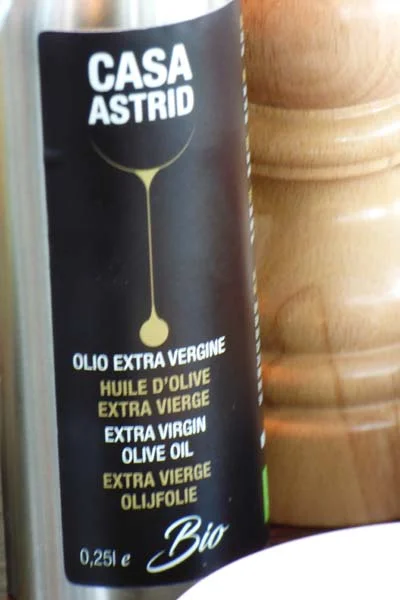 CASA
ASTRID
OLIO EXTRA VERGINE
HUILE D'OLIVE
EXTRA VIERGE
EXTRA VIRGIN
OLIVE OIL
EXTRA VIERGE
OLIJFOLIE
0,25l e Bio